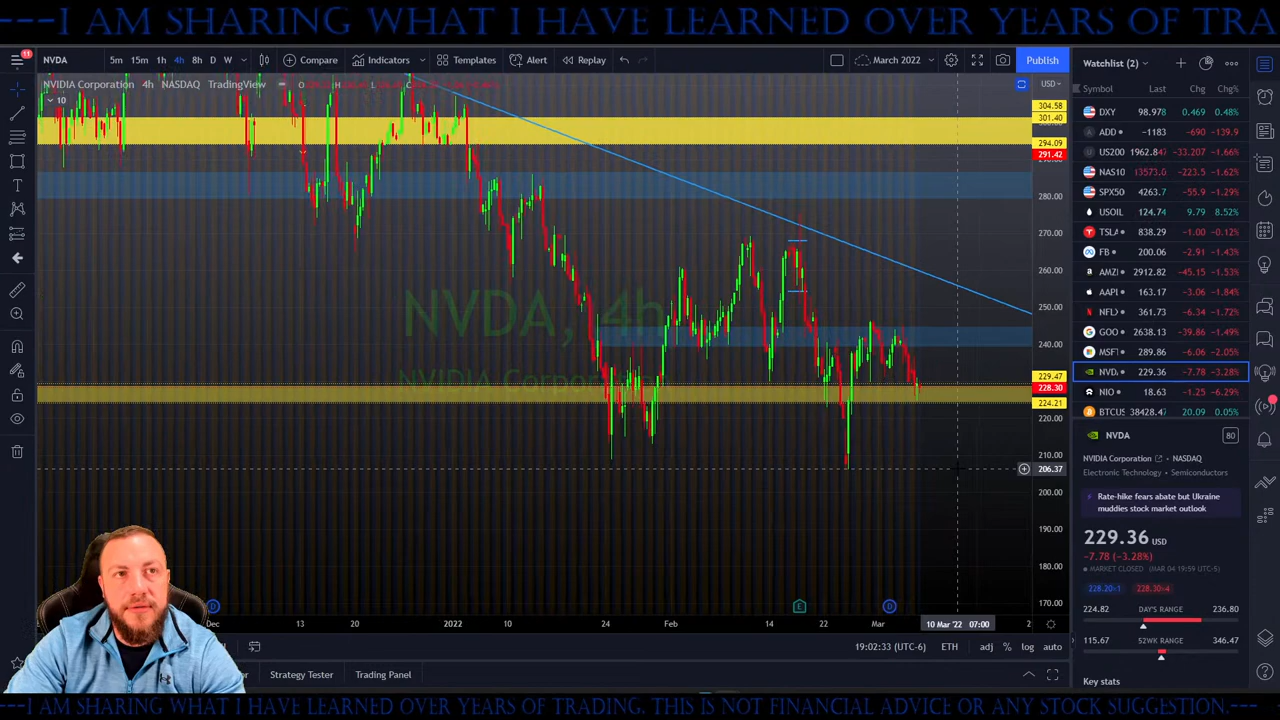 --- I AM SHARING WHAT I HAVE LEARNED OVER YEARS OF TRA
NVDA 5m 15m 1h 4h 8h D W Compare Indicators Templates Alert Replay March 2022 Publish
11
NVIDIA Corporation 4h NASDAQ TradingView
10
USD
304.58
301.40
294.09
291.42
280.00
270.00
260.00
250.00
240.00
229.47
228.30
224.21
220.00
210.00
206.37
200.00
190.00
180.00
170.00
NVDA, 4h
NVIDIA Corpor
E
D
D
Dec 13 20 2022 10 24 Feb 14 22 Mar 10 Mar '22 07:00 2
19:02:33 (UTC-6) ETH adj % log auto
Strategy Tester Trading Panel
Watchlist (2)
Symbol Last Chg Chg%
DXY 98.978 0.469 0.48%
ADD -1183 -690 -139.9
US200 1962.847 -33.207 -1.66%
NAS10 13573.0 -223.5 -1.62%
SPX50 4263.7 -55.9 -1.29%
USOIL 124.74 9.79 8.52%
TSLA 838.29 -1.00 -0.12%
FB 200.06 -2.91 -1.43%
AMZI 2912.82 -45.15 -1.53%
AAPI 163.17 -3.06 -1.84%
NFL 361.73 -6.34 -1.72%
GOO 2638.13 -39.86 -1.49%
MSFT 289.86 -6.06 -2.05%
NVD 229.36 -7.78 -3.28%
NIO 18.63 -1.25 -6.29%
BTCUS 38428.47 20.09 0.05%
NVDA 80
NVIDIA Corporation NASDAQ
Electronic Technology • Semiconductors
Rate-hike fears abate but Ukraine
muddies stock market outlook
229.36 USD
-7.78 (-3.28%)
MARKET CLOSED (MAR 04 19:59 UTC-5)
228.20×1 228.30×4
224.82 DAY'S RANGE 236.80
115.67 52WK RANGE 346.47
Key stats
---I AM SHARING WHAT I HAVE LEARNED OVER YEARS OF TRADING. THIS IS NOT FINANCIAL ADVICE OR ANY STOCK SUGGESTION.---